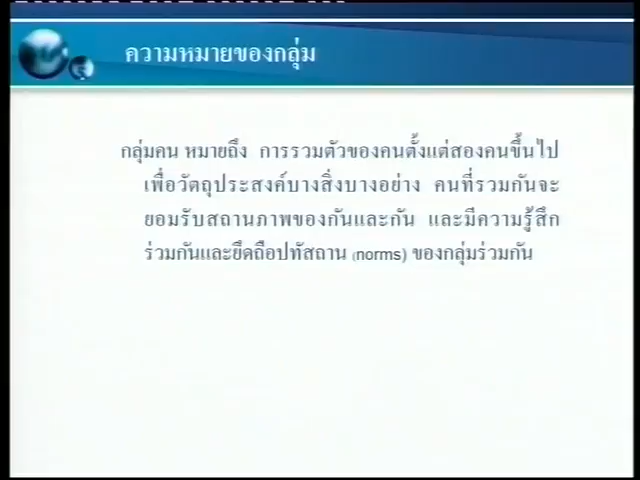 ความหมายของกลุ่ม
กลุ่มคน หมายถึง การรวมตัวของคนตั้งแต่สองคนขึ้นไป
เพื่อวัตถุประสงค์บางสิ่งบางอย่าง คนที่รวมกันจะ
ยอมรับสถานภาพของกันและกัน และมีความรู้สึก
ร่วมกันและยึดถือปทัสถาน (norms) ของกลุ่มร่วมกัน